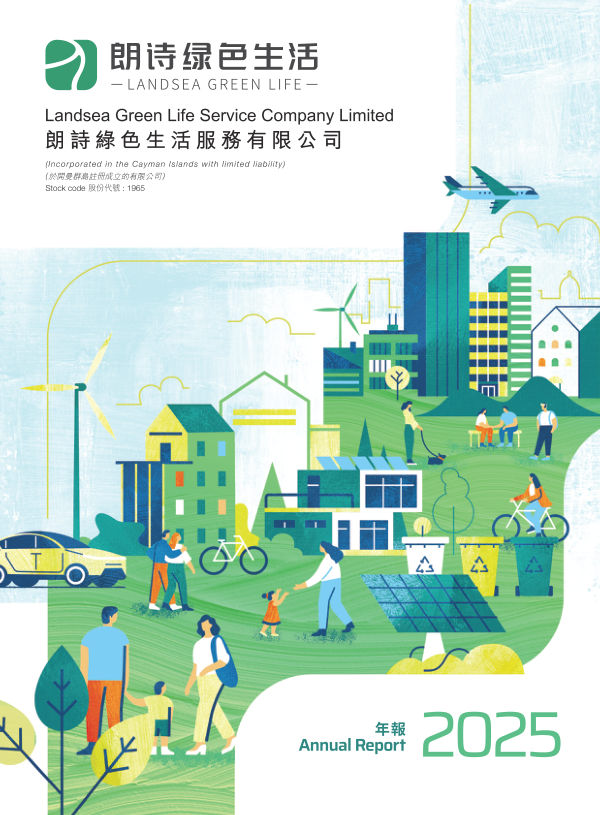 朗诗绿色生活
LANDSEA GREEN LIFE
Landsea Green Life Service Company Limited
朗詩綠色生活服務有限公司
(Incorporated in the Cayman Islands with limited liability)
(於開曼群島註冊成立的有限公司)
Stock code 股份代號 : 1965
T
年報
Annual Report 2025